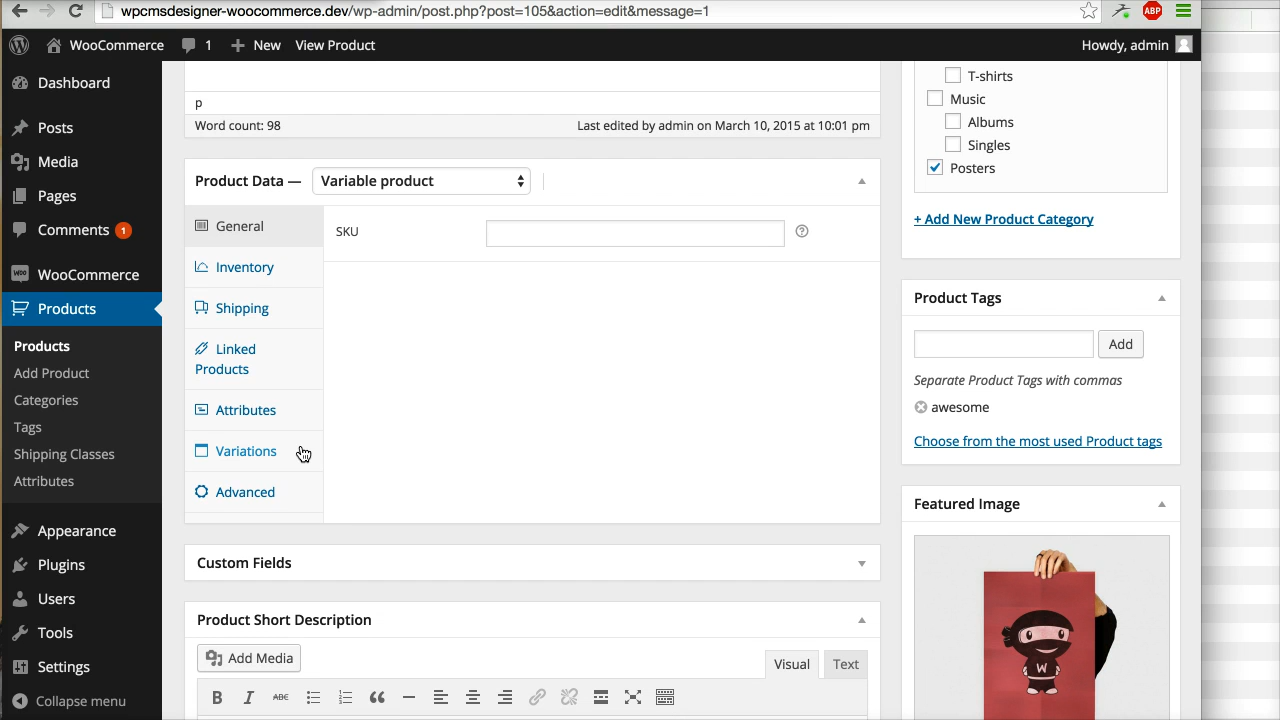 wpcmsdesigner-woocommerce.dev/wp-admin/post.php?post=105&action=edit&message=1
ABP
WooCommerce
1
New
View Product
Howdy, admin
Dashboard
Posts
Media
Pages
Comments 1
WooCommerce
Products
Products
Add Product
Categories
Tags
Shipping Classes
Attributes
Appearance
Plugins
Users
Tools
Settings
Collapse menu
p
Word count: 98
Last edited by admin on March 10, 2015 at 10:01 pm
Product Data — Variable product
General
Inventory
Shipping
Linked
Products
Attributes
Variations
Advanced
SKU
Custom Fields
Product Short Description
Add Media
Visual
Text
B I ABC
T-shirts
Music
Albums
Singles
Posters
+ Add New Product Category
Product Tags
Add
Separate Product Tags with commas
awesome
Choose from the most used Product tags
Featured Image
W